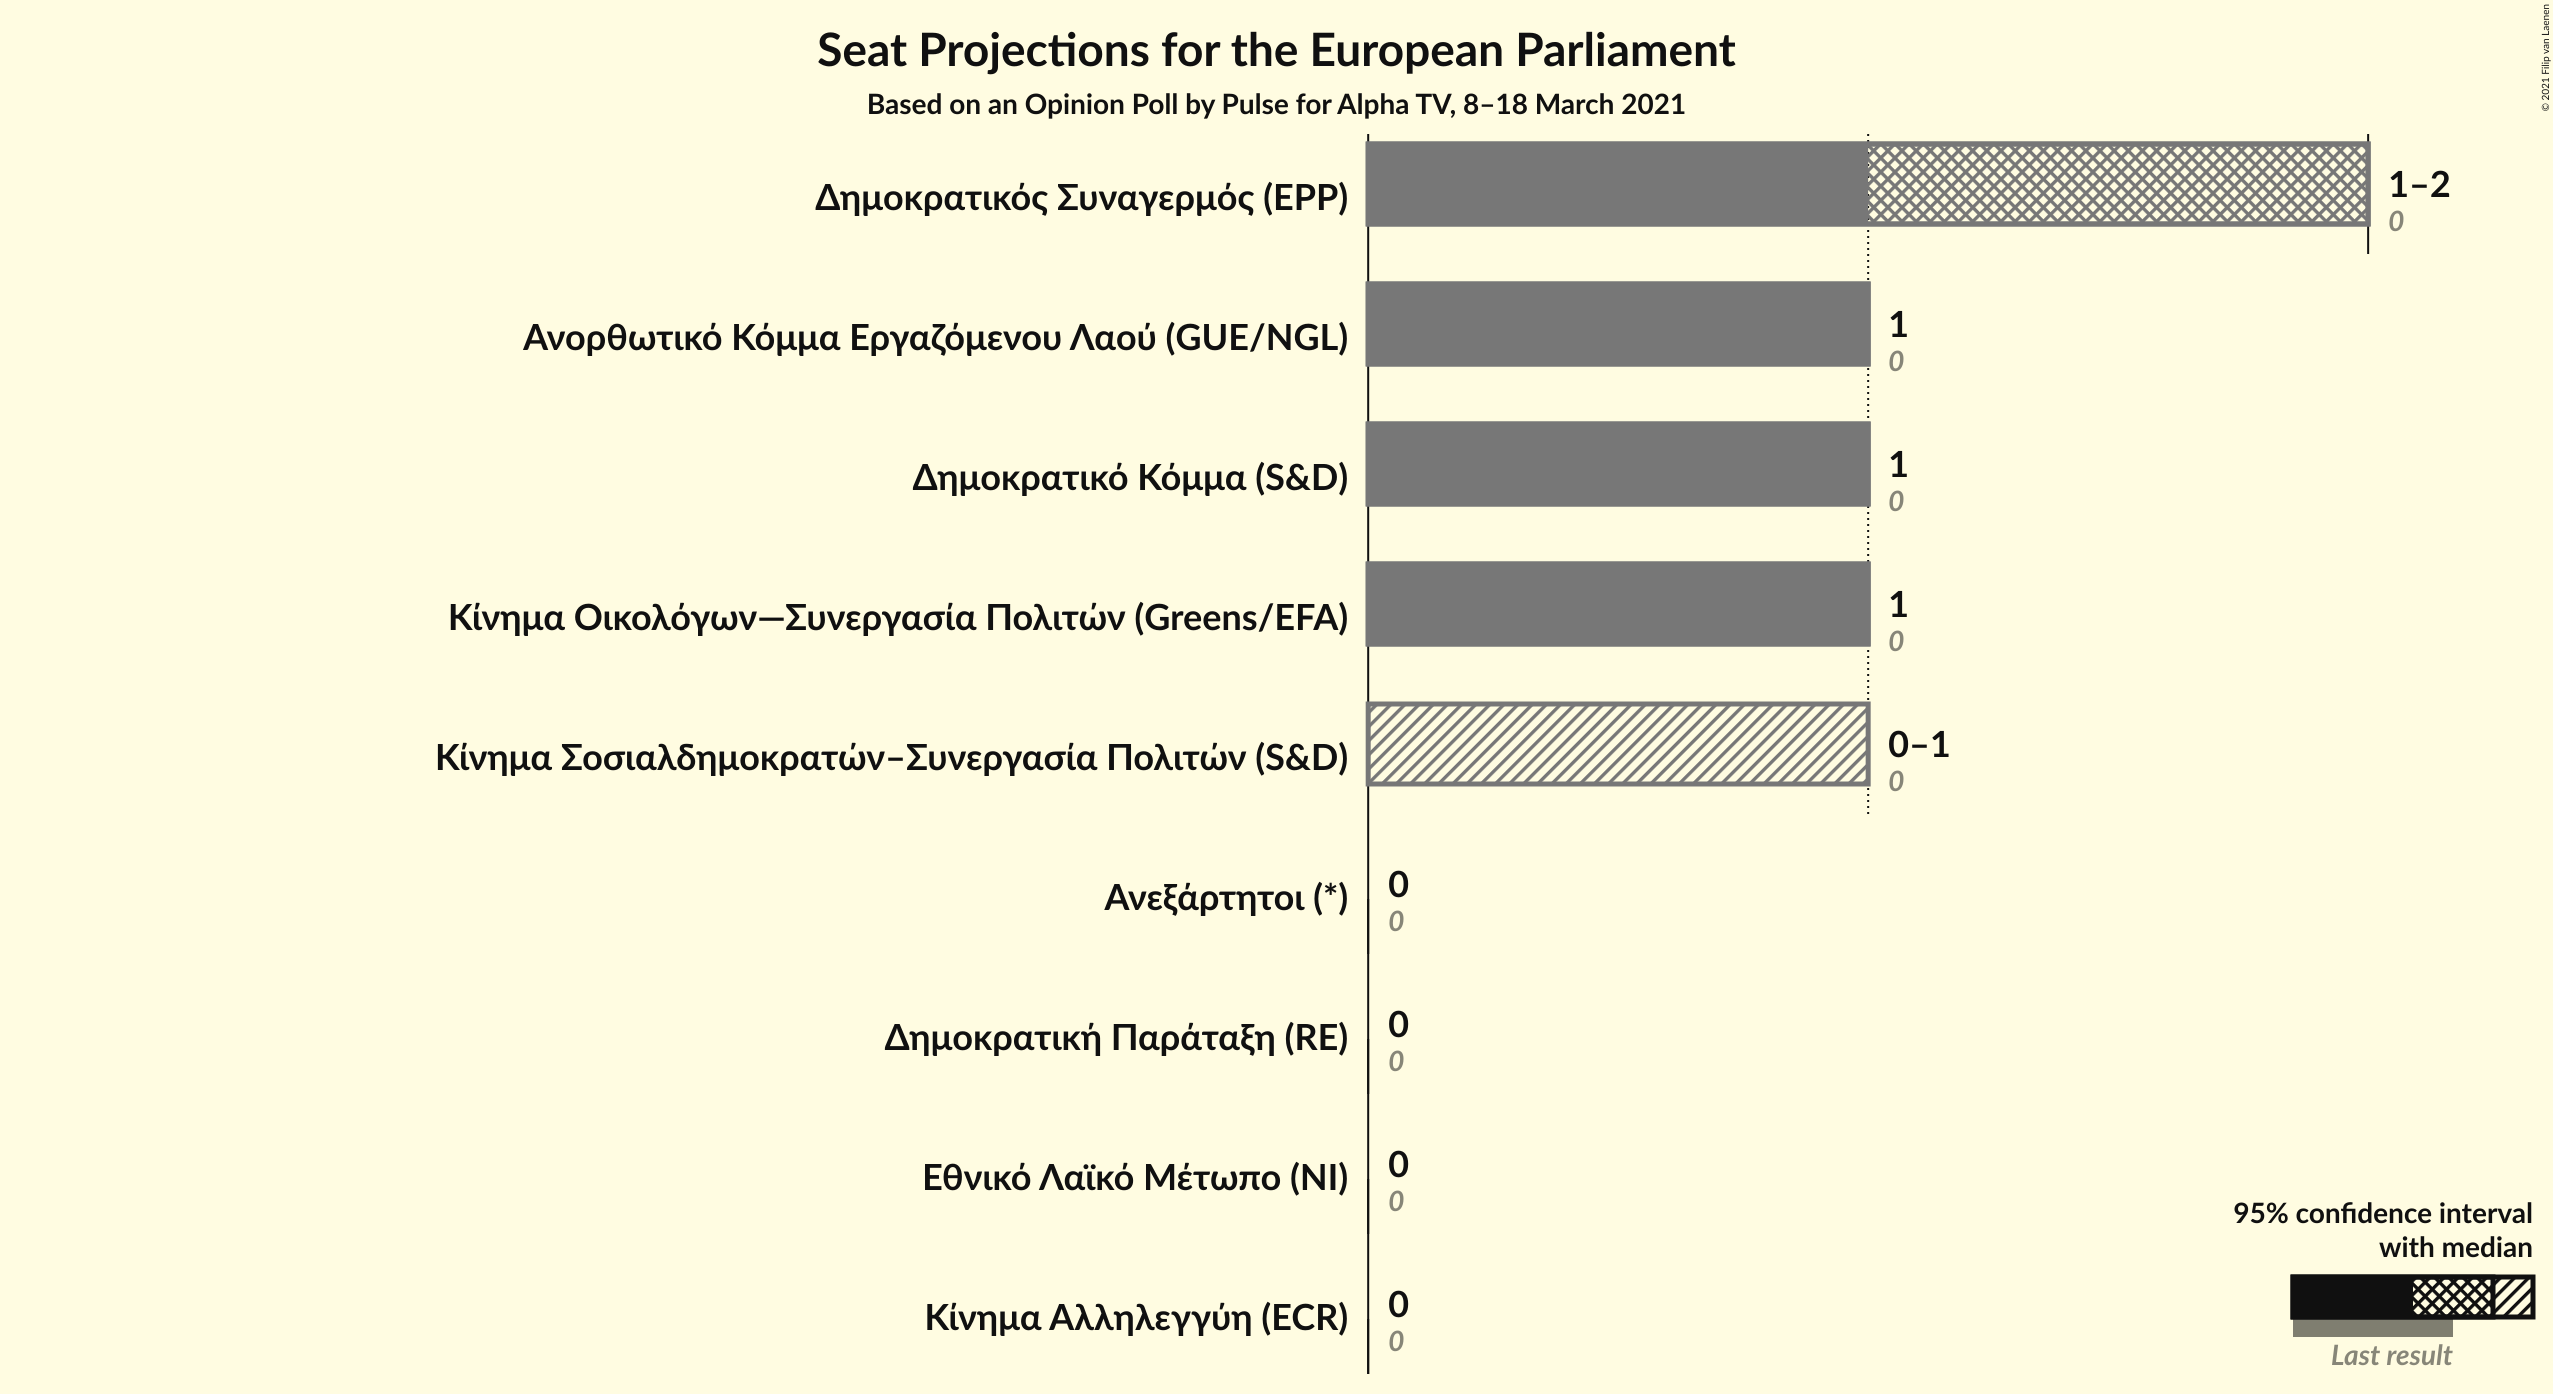 Seat Projections for the European Parliament
Based on an Opinion Poll by Pulse for Alpha TV, 8–18 March 2021
© 2021 Filip van Laenen
Δημοκρατικός Συναγερμός (EPP)
1–2
0
Ανορθωτικό Κόμμα Εργαζόμενου Λαού (GUE/NGL)
1
0
Δημοκρατικό Κόμμα (S&D)
1
0
Κίνημα Οικολόγων—Συνεργασία Πολιτών (Greens/EFA)
1
0
Κίνημα Σοσιαλδημοκρατών–Συνεργασία Πολιτών (S&D)
0–1
0
Ανεξάρτητοι (*)
0
0
Δημοκρατική Παράταξη (RE)
0
0
Εθνικό Λαϊκό Μέτωπο (NI)
0
0
Κίνημα Αλληλεγγύη (ECR)
0
0
95% confidence interval
with median
Last result